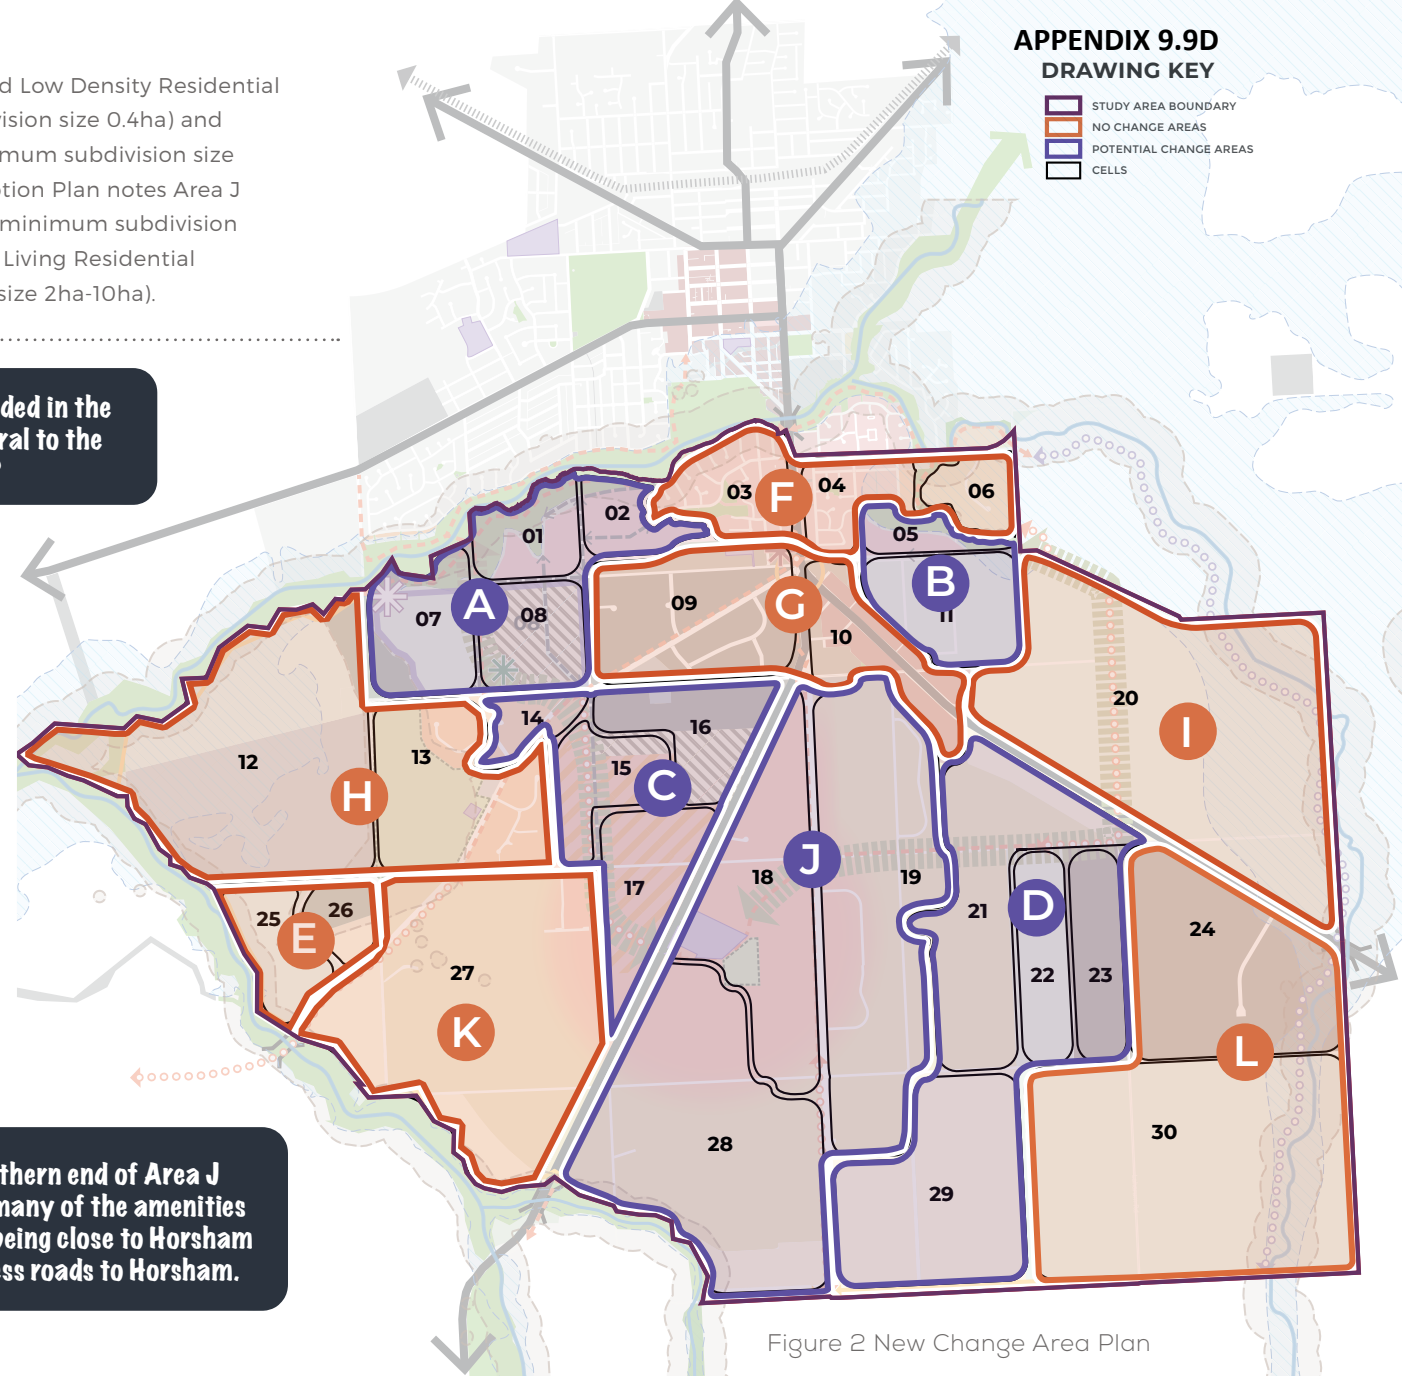 APPENDIX 9.9D
DRAWING KEY
STUDY AREA BOUNDARY
NO CHANGE AREAS
POTENTIAL CHANGE AREAS
CELLS
d Low Density Residential
ision size 0.4ha) and
mum subdivision size
tion Plan notes Area J
minimum subdivision
Living Residential
size 2ha-10ha).
ded in the
ral to the
03
F
04
06
02
01
05
B
11
07
A
08
09
G
10
20
I
12
13
H
14
16
15
C
17
18
J
19
21
D
22
23
24
25
26
E
27
K
L
28
29
30
thern end of Area J
many of the amenities
being close to Horsham
ess roads to Horsham.
Figure 2 New Change Area Plan